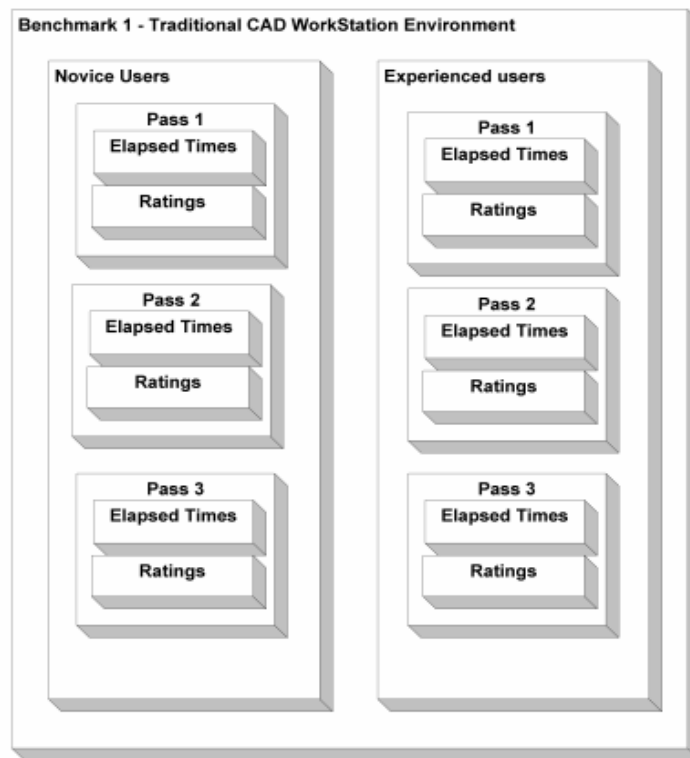 Benchmark 1 - Traditional CAD WorkStation Environment
Novice Users
Pass 1
Elapsed Times
Ratings
Pass 2
Elapsed Times
Ratings
Pass 3
Elapsed Times
Ratings
Experienced users
Pass 1
Elapsed Times
Ratings
Pass 2
Elapsed Times
Ratings
Pass 3
Elapsed Times
Ratings